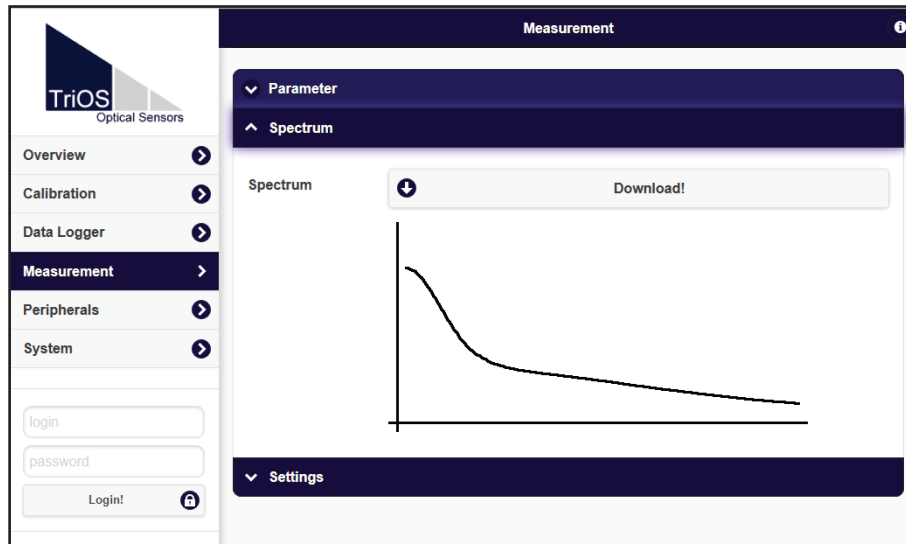 Measurement
TriOS
Optical Sensors
Overview
Calibration
Data Logger
Measurement
Peripherals
System
login
password
Login!
Parameter
Spectrum
Spectrum
Download!
Settings